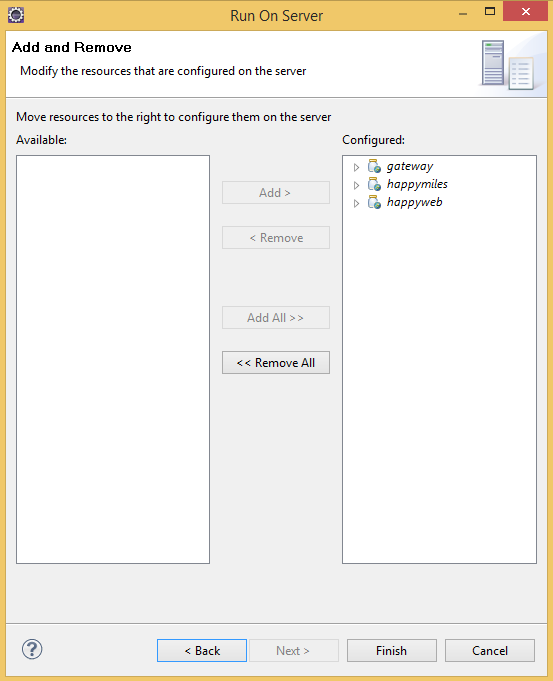 Run On Server
Add and Remove
Modify the resources that are configured on the server
Move resources to the right to configure them on the server
Available:
Configured:
gateway
happymiles
happyweb
Add >
< Remove
Add All >>
<< Remove All
?
< Back
Next >
Finish
Cancel